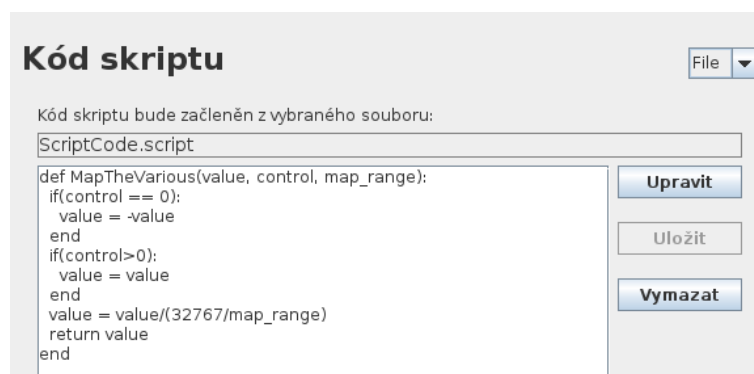 Kód skriptu
File
Kód skriptu bude začleněn z vybraného souboru:
ScriptCode.script
def MapTheVarious(value, control, map_range):
if(control == 0):
value = -value
end
if(control>0):
value = value
end
value = value/(32767/map_range)
return value
end
Upravit
Uložit
Vymazat